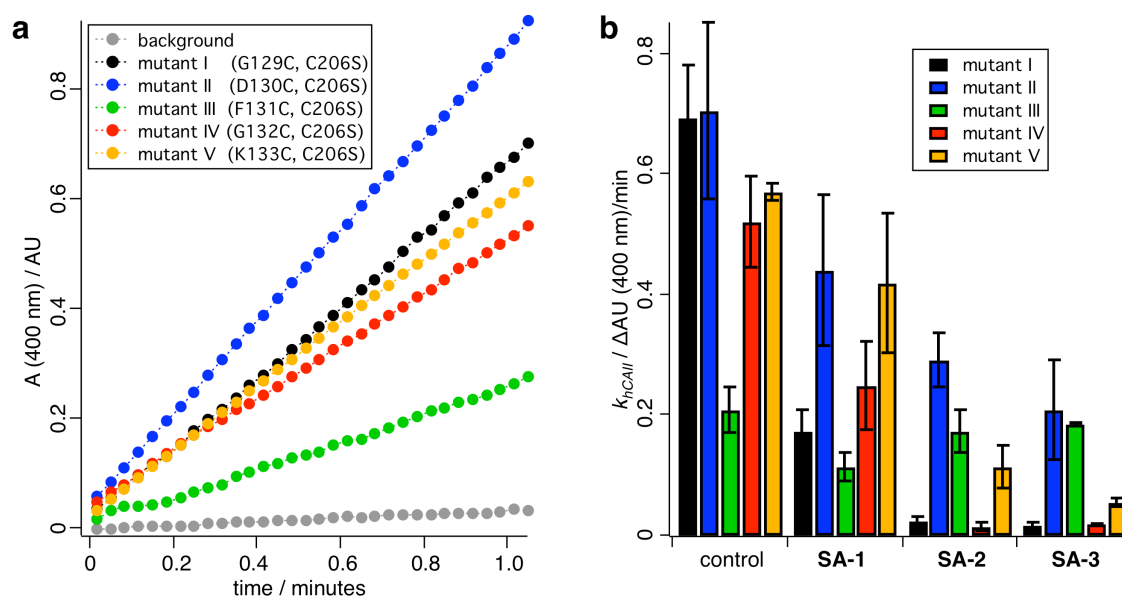 a
background
mutant I (G129C, C206S)
mutant II (D130C, C206S)
mutant III (F131C, C206S)
mutant IV (G132C, C206S)
mutant V (K133C, C206S)
A (400 nm) / AU
0.8
0.6
0.4
0.2
0
0 0.2 0.4 0.6 0.8 1.0
time / minutes
b
mutant I
mutant II
mutant III
mutant IV
mutant V
k_hCAII / ΔAU (400 nm)/min
0.8
0.6
0.4
0.2
0
control SA-1 SA-2 SA-3